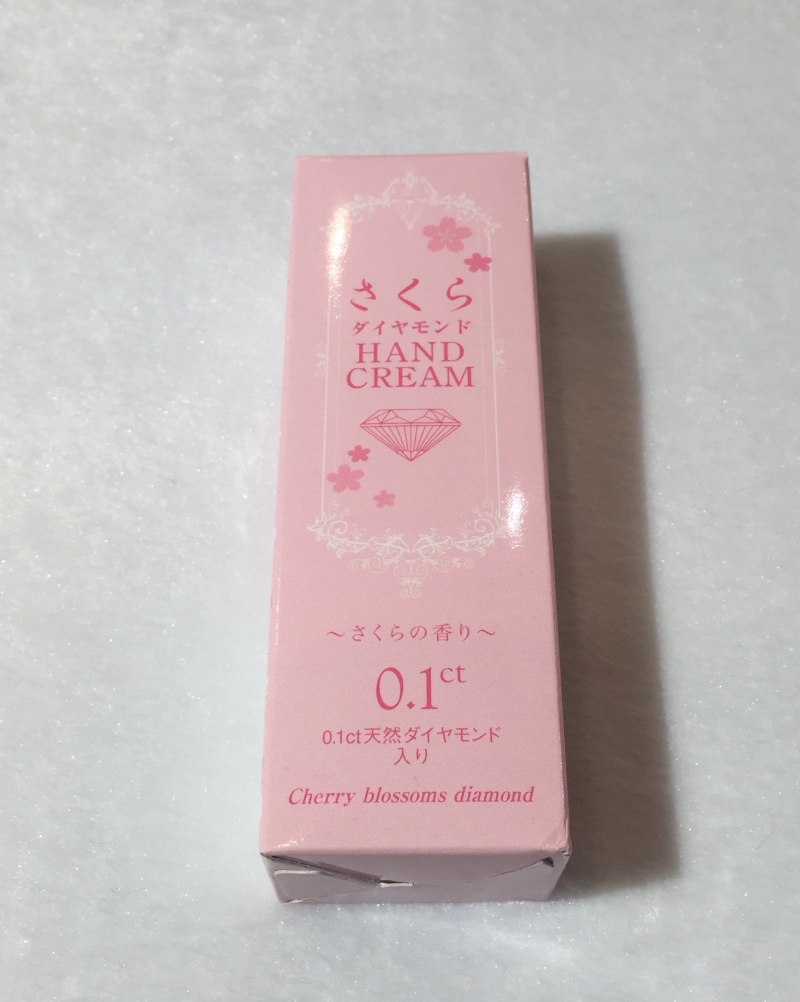 さくら
ダイヤモンド
HAND
CREAM
～さくらの香り～
0.1ct
0.1ct天然ダイヤモンド
入り
Cherry blossoms diamond